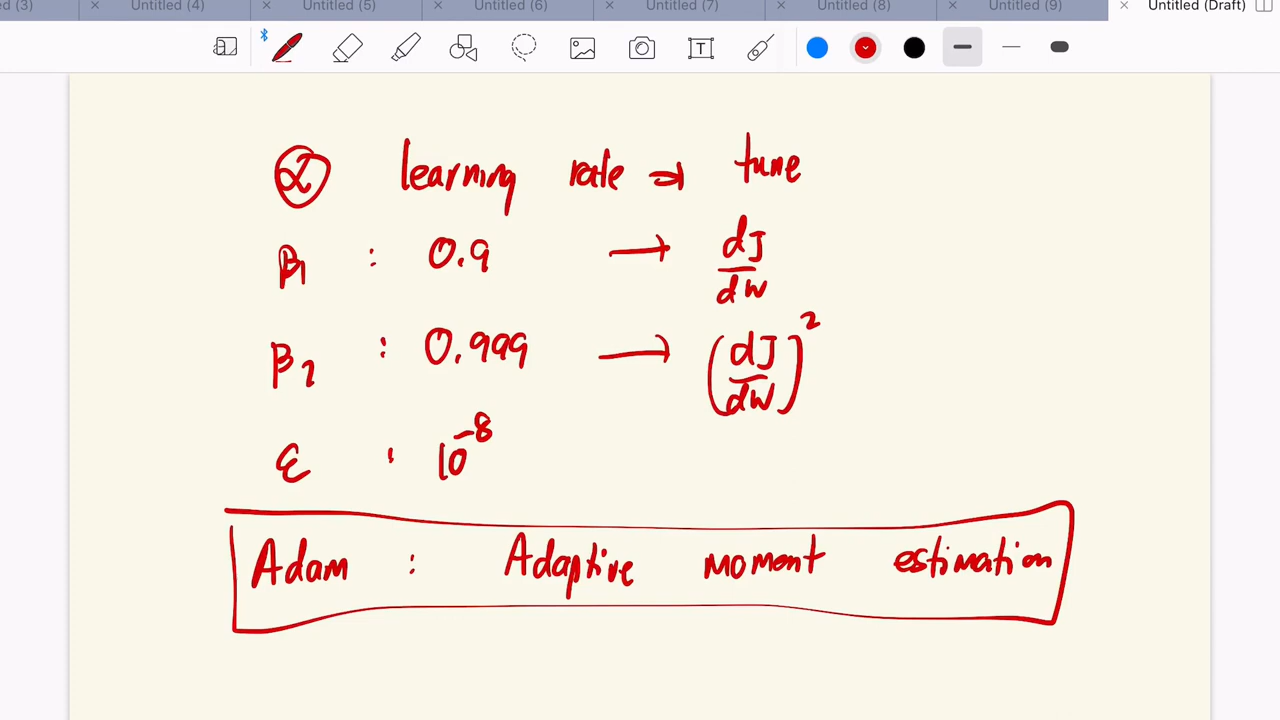 (3) × Untitled (4) × Untitled (5) × Untitled (6) × Untitled (7) × Untitled (8) × Untitled (9) × Untitled (Draft)
T
α learning rate → tune
β1 : 0.9 → dJ/dW
β2 : 0.999 → (dJ/dW)²
ε : 10⁻⁸
Adam : Adaptive moment estimation